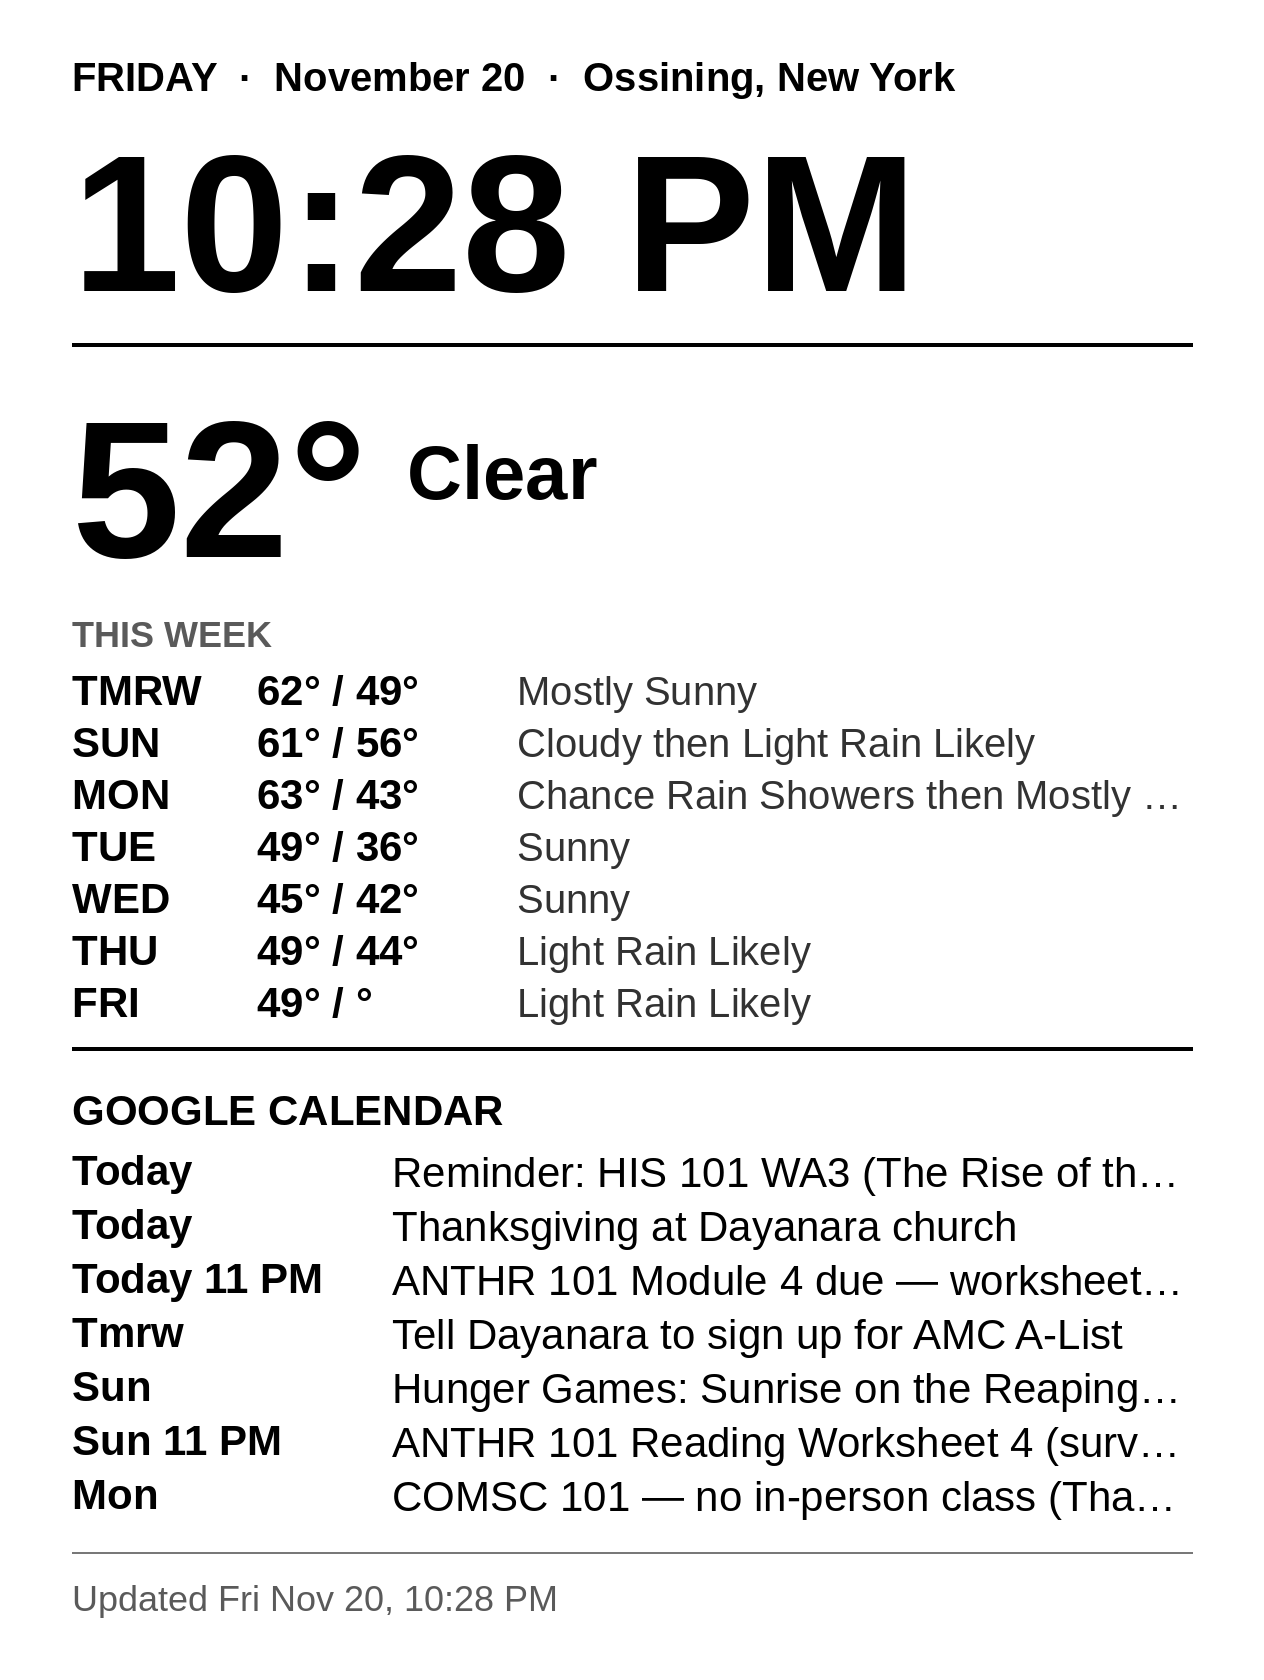 FRIDAY · November 20 · Ossining, New York
10:28 PM
52° Clear
THIS WEEK
TMRW 62° / 49° Mostly Sunny
SUN 61° / 56° Cloudy then Light Rain Likely
MON 63° / 43° Chance Rain Showers then Mostly …
TUE 49° / 36° Sunny
WED 45° / 42° Sunny
THU 49° / 44° Light Rain Likely
FRI 49° / ° Light Rain Likely
GOOGLE CALENDAR
Today Reminder: HIS 101 WA3 (The Rise of th…
Today Thanksgiving at Dayanara church
Today 11 PM ANTHR 101 Module 4 due — worksheet…
Tmrw Tell Dayanara to sign up for AMC A-List
Sun Hunger Games: Sunrise on the Reaping…
Sun 11 PM ANTHR 101 Reading Worksheet 4 (surv…
Mon COMSC 101 — no in-person class (Tha…
Updated Fri Nov 20, 10:28 PM